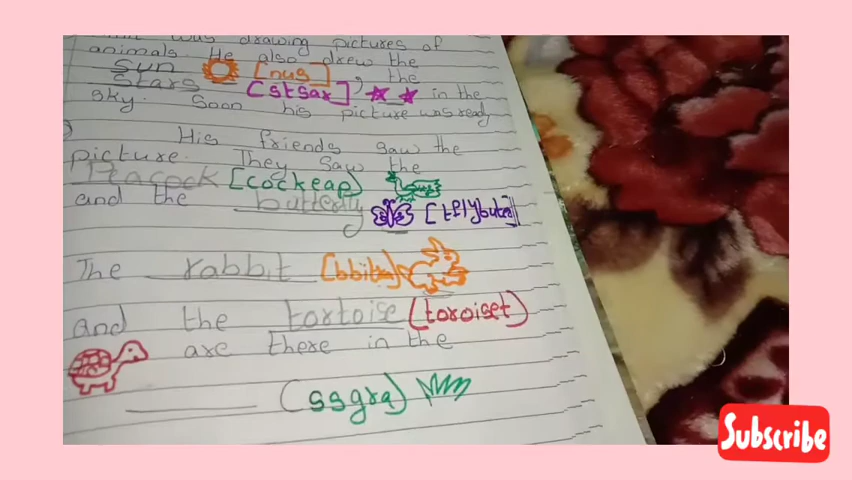 was drawing pictures of
animals. He also drew the
Sun [nus], the
Stars [stsar], in the
sky. Soon his picture was ready
His friends saw the
picture. They saw the
Peacock [cockeap)
and the butterfly
The rabbit
and the tortoise (toroiset)
are there in the
(ssgra)
Subscribe